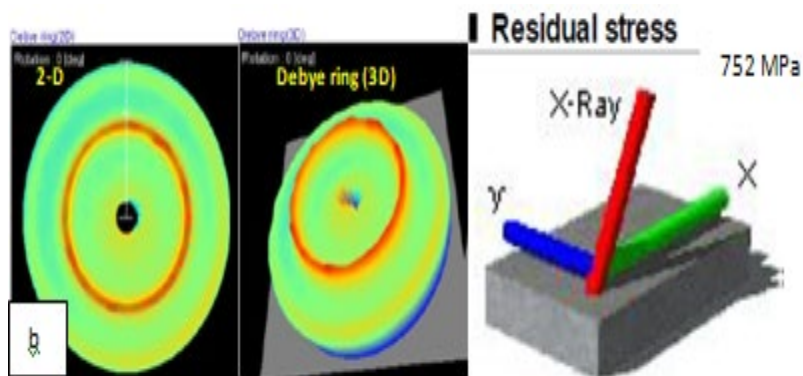 Debye ring(2D)
Rotation : 0 [deg]
2-D
b
Debye ring(3D)
Rotation : 0 [deg]
Debye ring (3D)
Residual stress
752 MPa
X-Ray
y
X